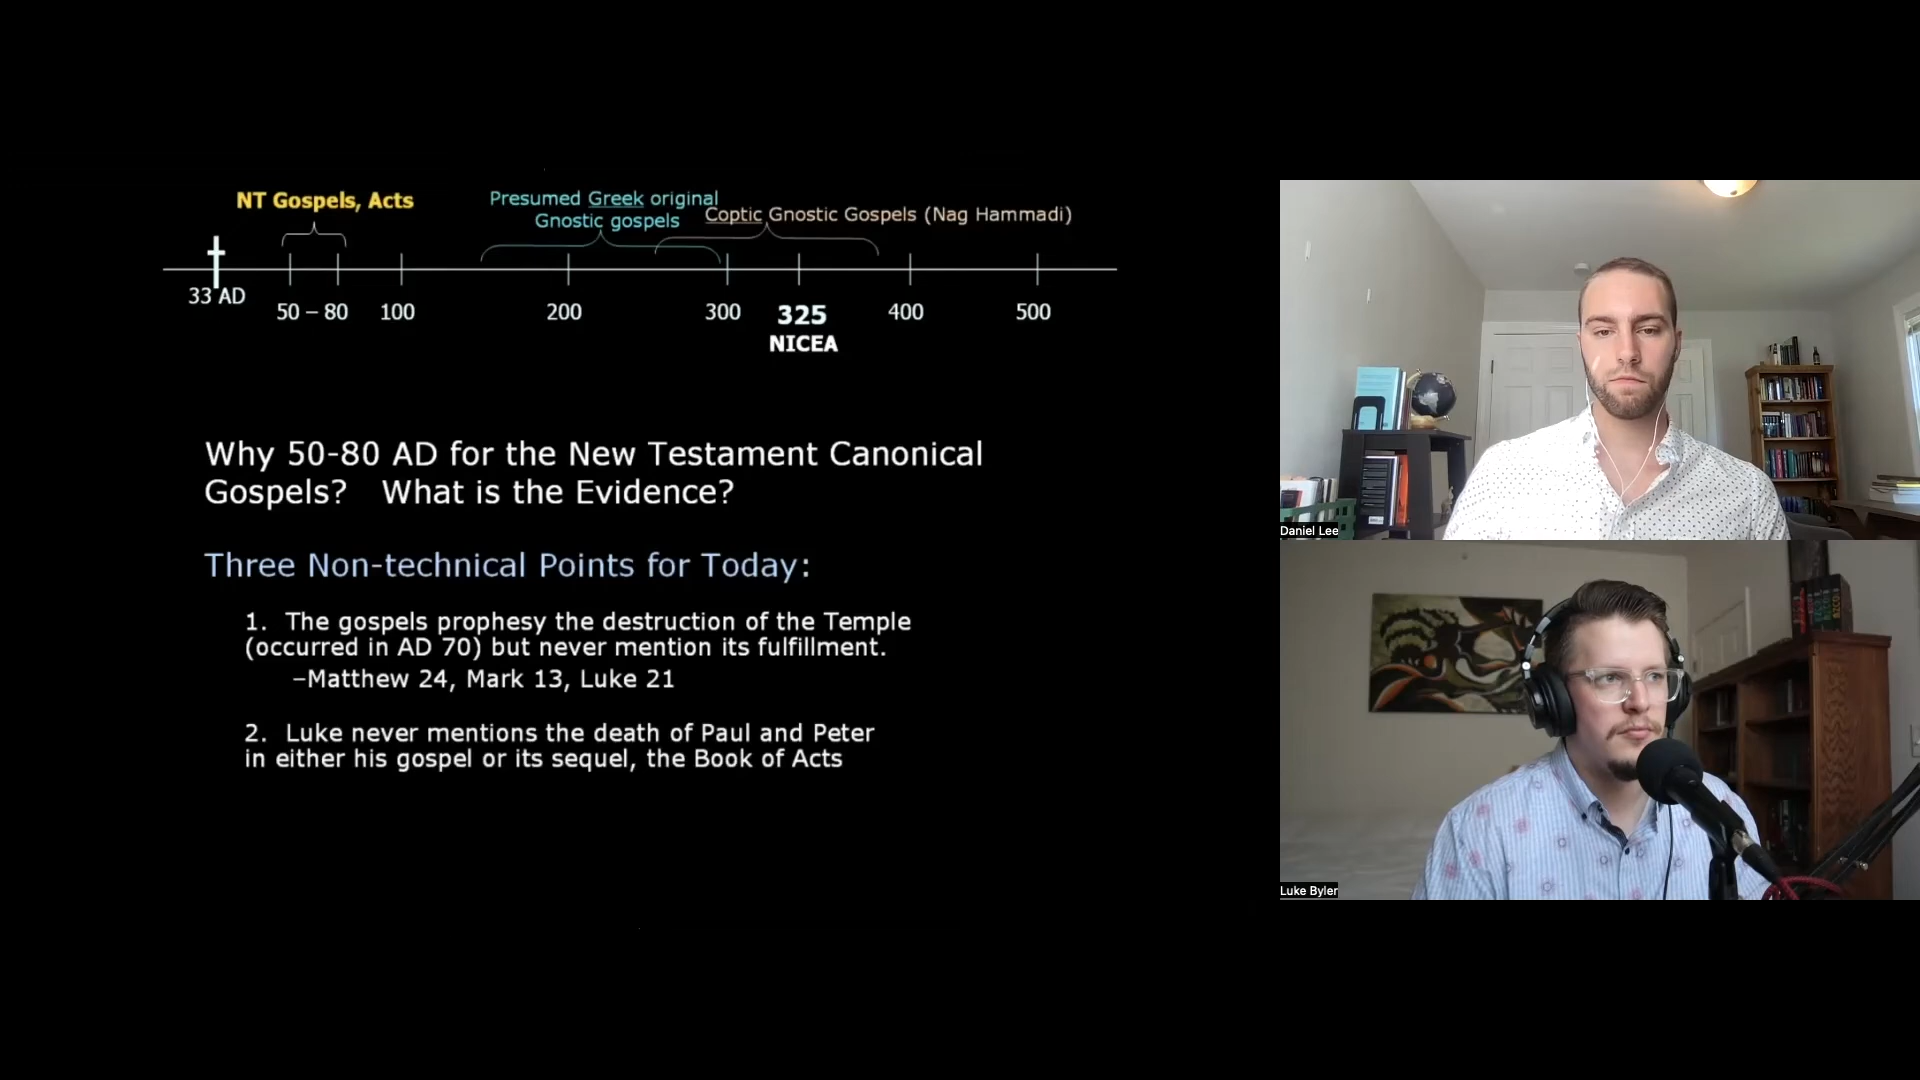 NT Gospels, Acts
Presumed Greek original
Gnostic gospels
Coptic Gnostic Gospels (Nag Hammadi)
33 AD
50 – 80
100
200
300
325
NICEA
400
500
Why 50-80 AD for the New Testament Canonical
Gospels? What is the Evidence?
Three Non-technical Points for Today:
1. The gospels prophesy the destruction of the Temple
(occurred in AD 70) but never mention its fulfillment.
–Matthew 24, Mark 13, Luke 21
2. Luke never mentions the death of Paul and Peter
in either his gospel or its sequel, the Book of Acts
Daniel Lee
Luke Byler